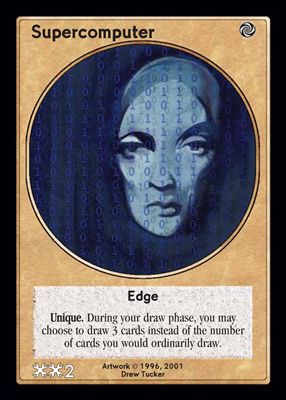 Supercomputer
Edge
Unique. During your draw phase, you may
choose to draw 3 cards instead of the number
of cards you would ordinarily draw.
2
Artwork © 1996, 2001
Drew Tucker